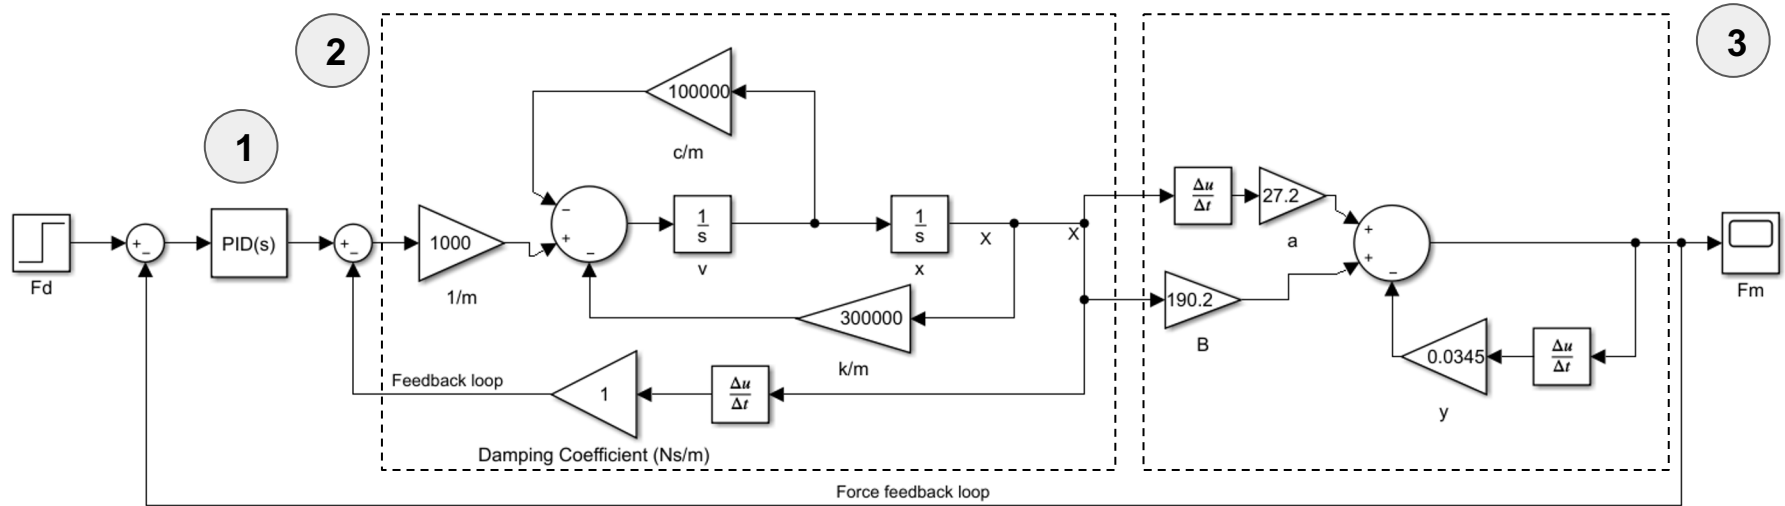 1
2
3
Fd
+
−
PID(s)
+
−
1000
1/m
100000
c/m
−
+
−
1
s
v
1
s
x
X
X
300000
k/m
Feedback loop
1
Δu
Δt
Damping Coefficient (Ns/m)
Δu
Δt
27.2
a
190.2
B
+
+
−
0.0345
y
Δu
Δt
Fm
Force feedback loop